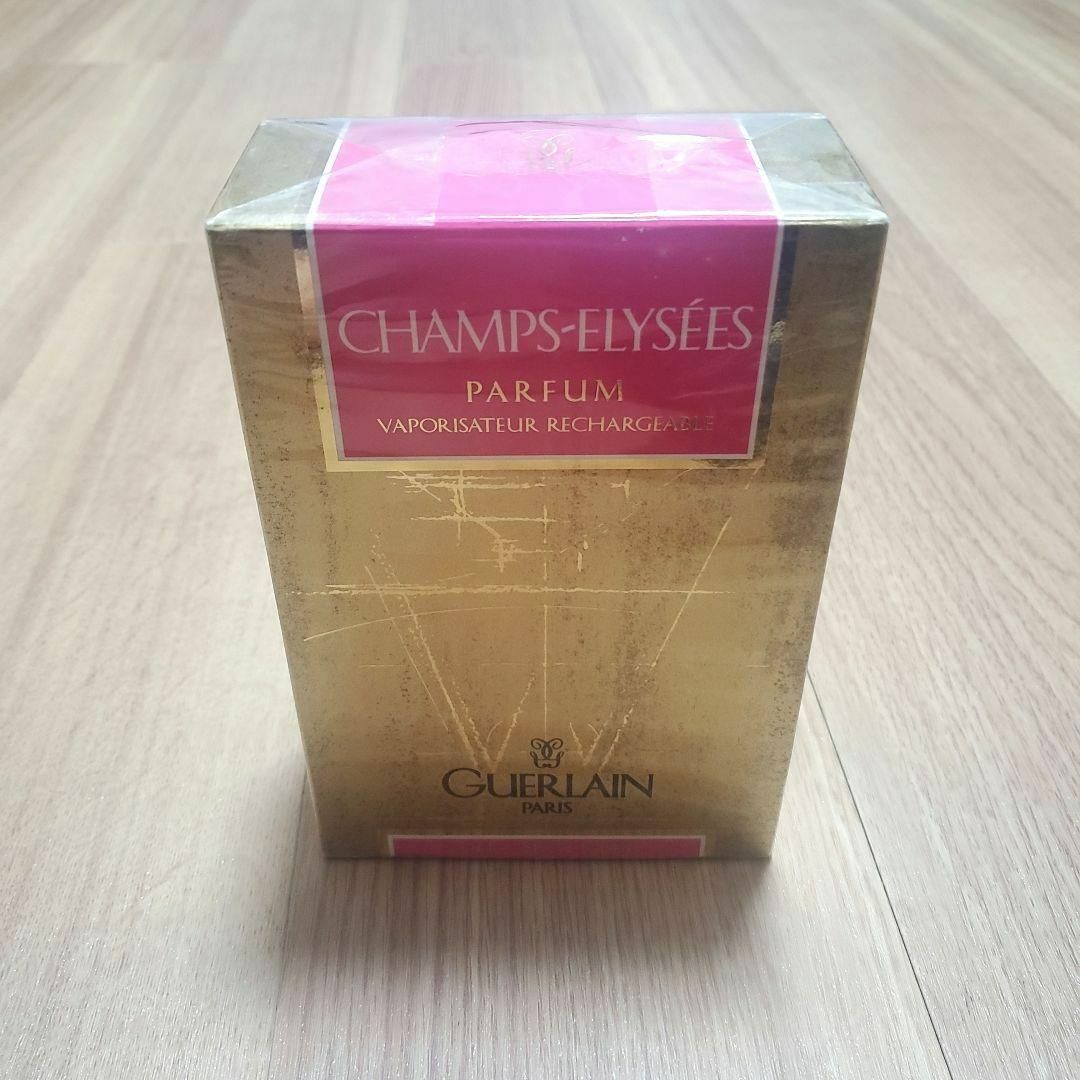 CHAMPS-ELYSÉES
PARFUM
VAPORISATEUR RECHARGEABLE
GUERLAIN
PARIS